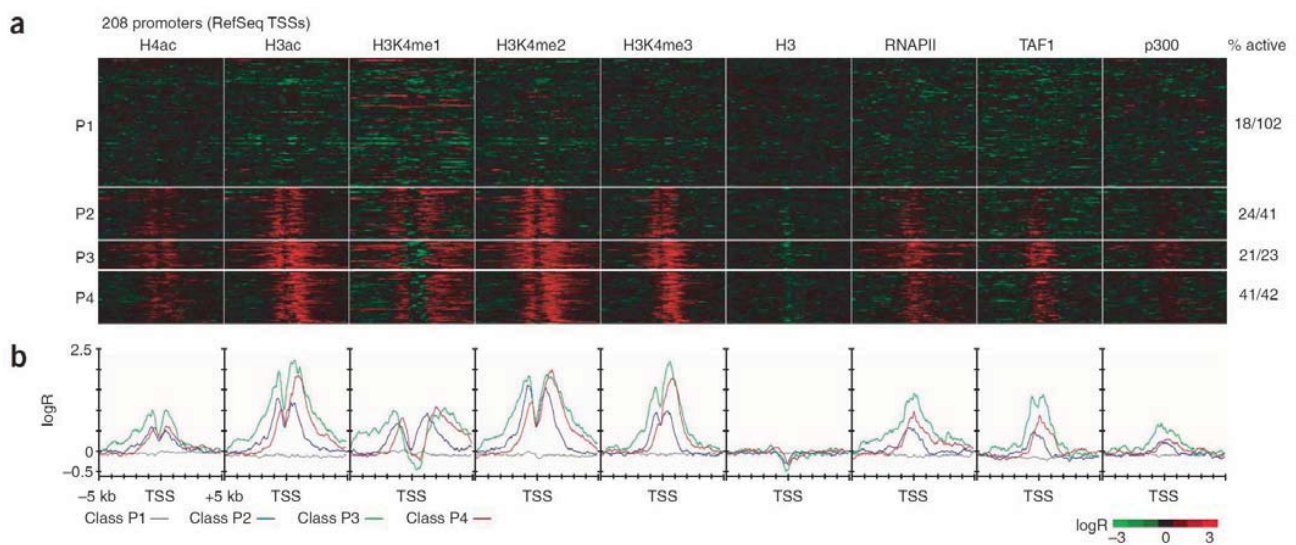 a
208 promoters (RefSeq TSSs)
H4ac H3ac H3K4me1 H3K4me2 H3K4me3 H3 RNAPII TAF1 p300 % active
P1 18/102
P2 24/41
P3 21/23
P4 41/42
b
2.5
logR
0
−0.5
−5 kb TSS +5 kb TSS TSS TSS TSS TSS TSS TSS TSS
Class P1 Class P2 Class P3 Class P4
logR
−3 0 3